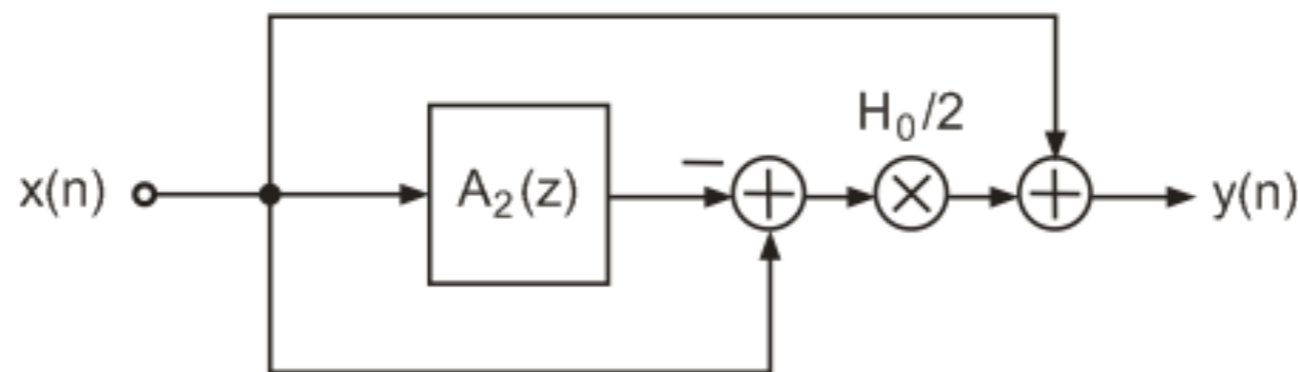 H₀/2
x(n)
A₂(z)
−
+
×
+
y(n)